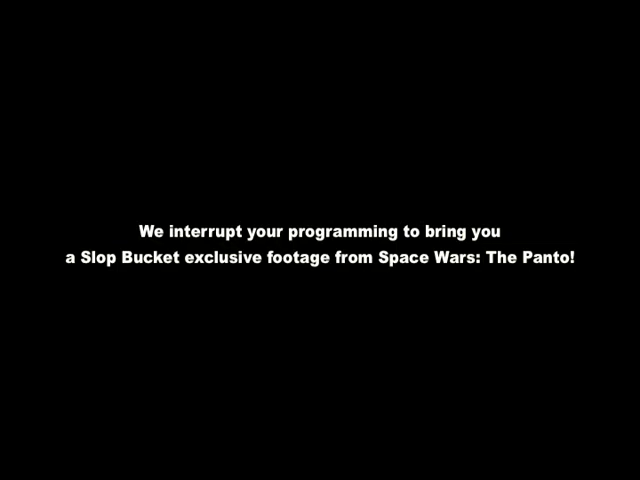 We interrupt your programming to bring you
a Slop Bucket exclusive footage from Space Wars: The Panto!